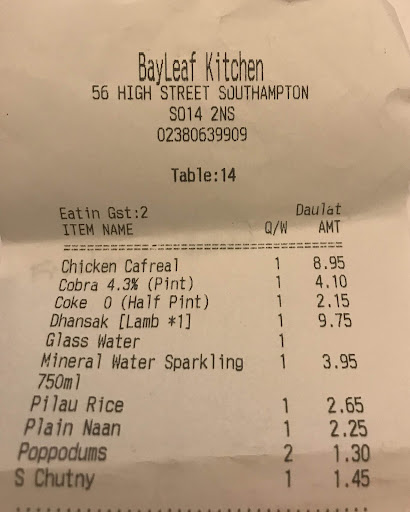 BayLeaf Kitchen
56 HIGH STREET SOUTHAMPTON
SO14 2NS
02380639909
Table:14
Eatin Gst:2 Daulat
ITEM NAME Q/W AMT
Chicken Cafreal 1 8.95
Cobra 4.3% (Pint) 1 4.10
Coke 0 (Half Pint) 1 2.15
Dhansak [Lamb *1] 1 9.75
Glass Water 1
Mineral Water Sparkling 1 3.95
750ml
Pilau Rice 1 2.65
Plain Naan 1 2.25
Poppodums 2 1.30
S Chutny 1 1.45